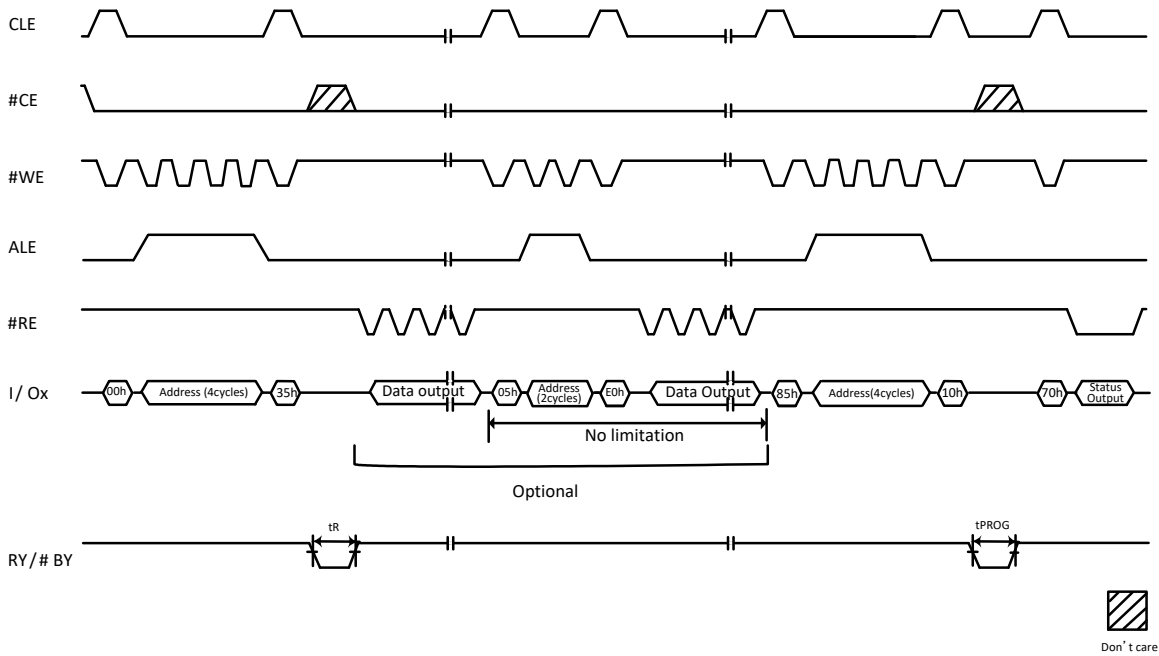 CLE
#CE
#WE
ALE
#RE
I/Ox
00h
Address (4cycles)
35h
Data output
05h
Address
(2cycles)
E0h
Data Output
85h
Address(4cycles)
10h
70h
Status
Output
No limitation
Optional
tR
tPROG
RY/# BY
Don't care